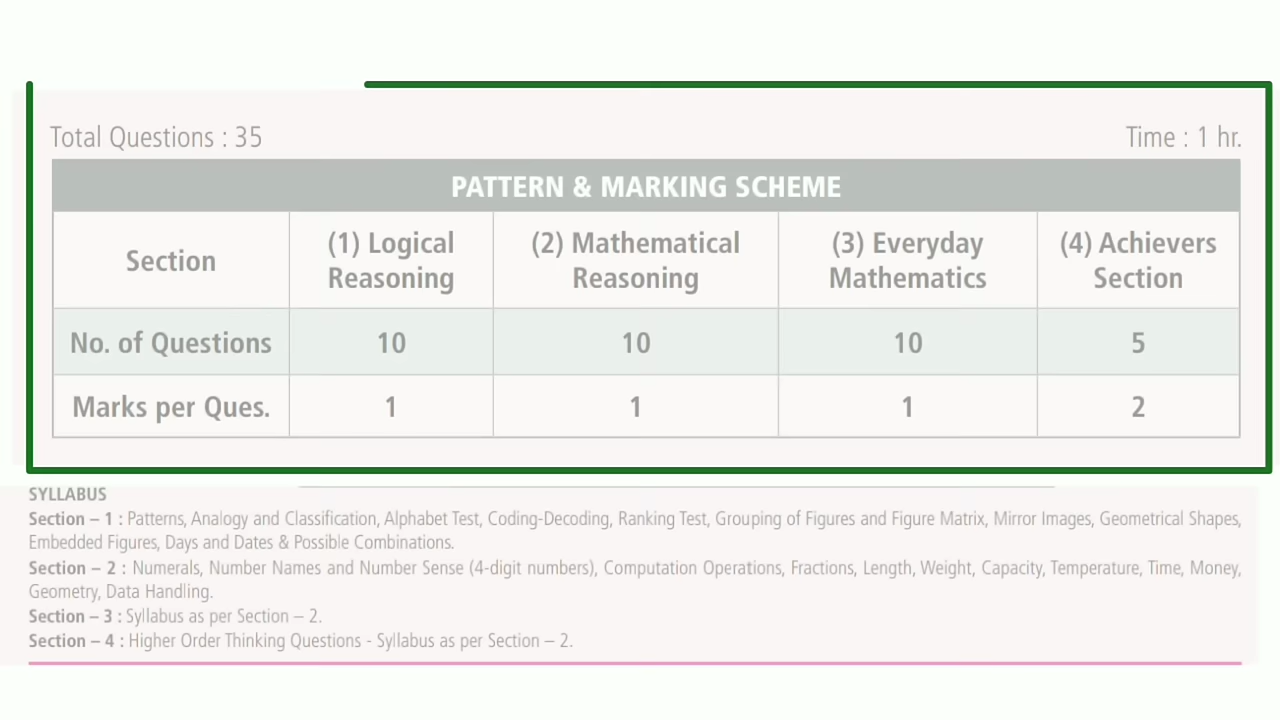 Total Questions : 35
Time : 1 hr.
PATTERN & MARKING SCHEME
Section
(1) Logical Reasoning
(2) Mathematical Reasoning
(3) Everyday Mathematics
(4) Achievers Section
No. of Questions
10
10
10
5
Marks per Ques.
1
1
1
2
SYLLABUS
Section – 1 : Patterns, Analogy and Classification, Alphabet Test, Coding-Decoding, Ranking Test, Grouping of Figures and Figure Matrix, Mirror Images, Geometrical Shapes,
Embedded Figures, Days and Dates & Possible Combinations.
Section – 2 : Numerals, Number Names and Number Sense (4-digit numbers), Computation Operations, Fractions, Length, Weight, Capacity, Temperature, Time, Money,
Geometry, Data Handling.
Section – 3 : Syllabus as per Section – 2.
Section – 4 : Higher Order Thinking Questions - Syllabus as per Section – 2.